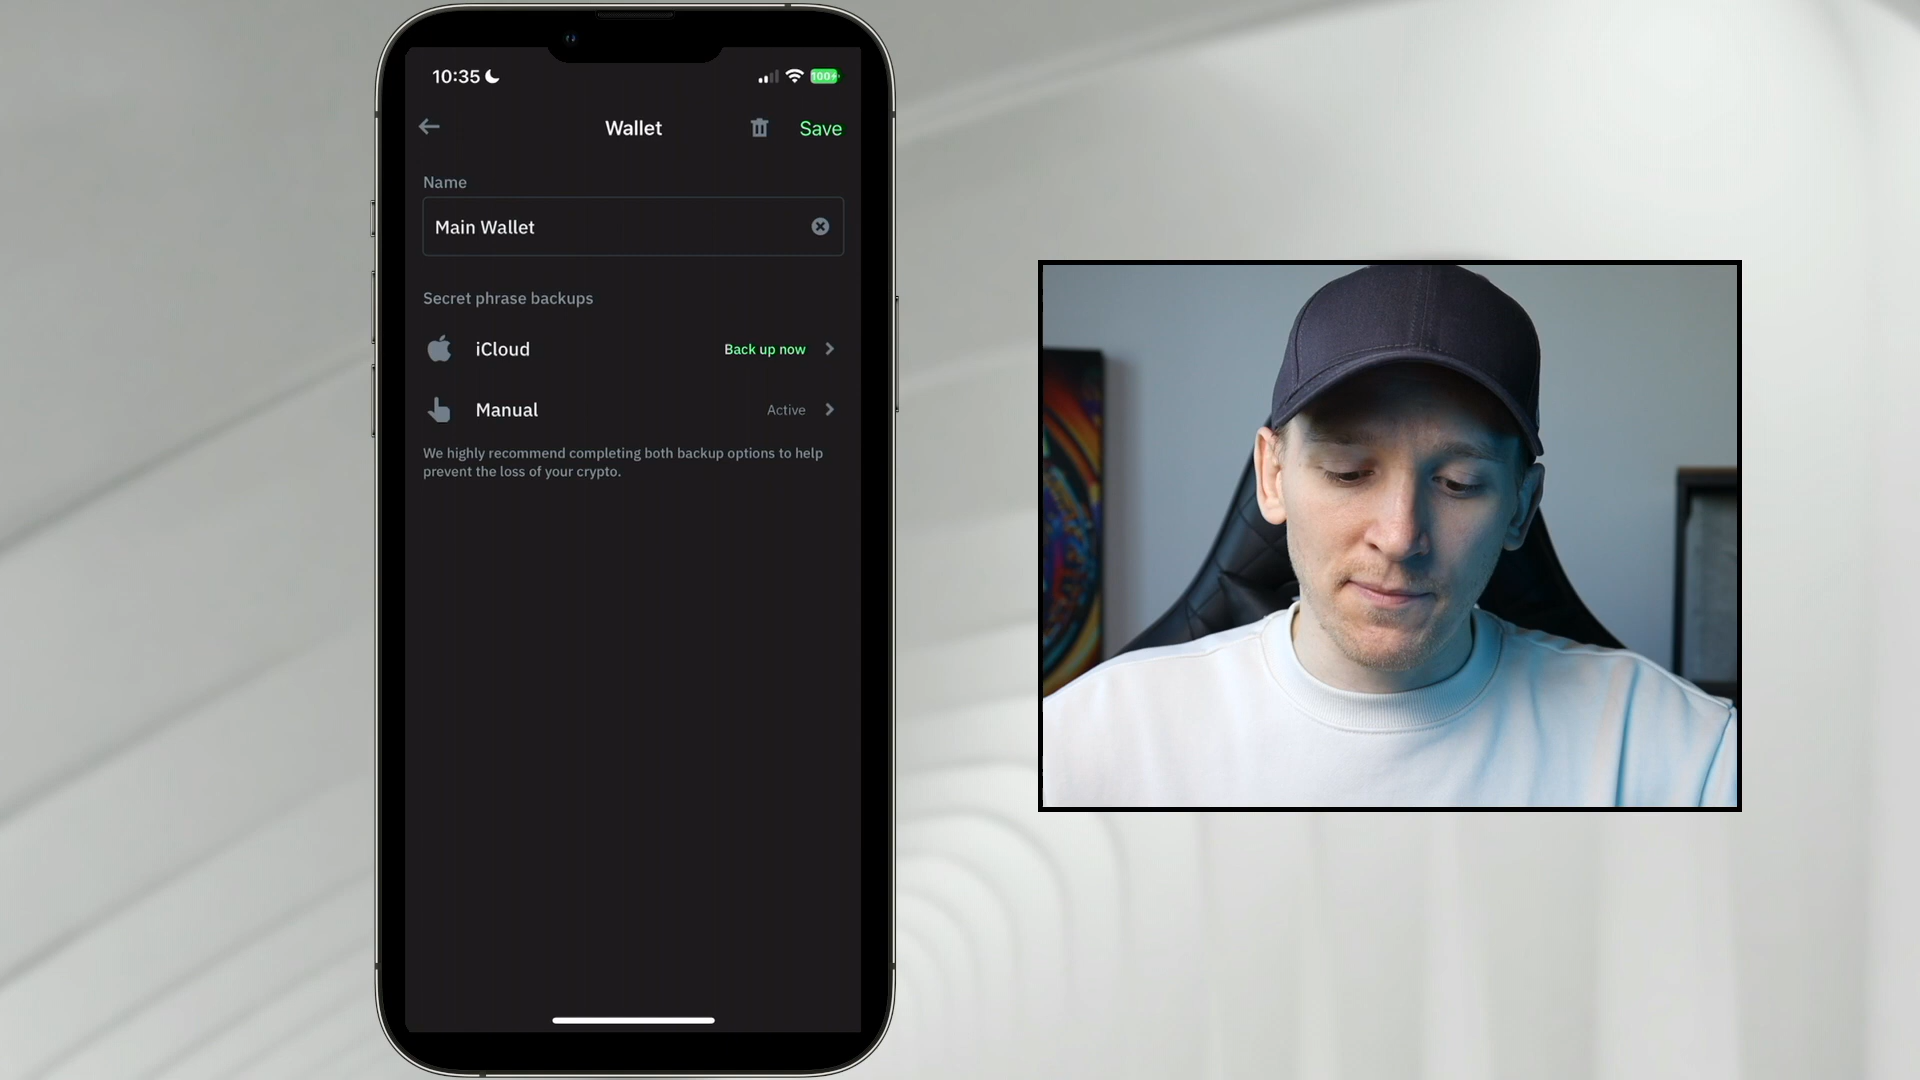 10:35
100
Wallet
Save
Name
Main Wallet
Secret phrase backups
iCloud
Back up now
Manual
Active
We highly recommend completing both backup options to help
prevent the loss of your crypto.